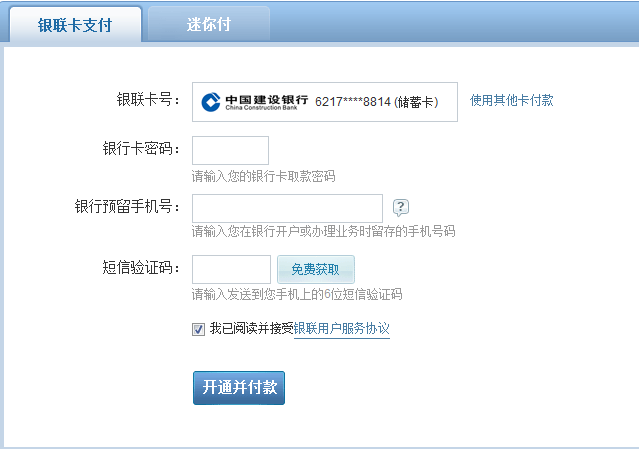 银联卡支付 迷你付
银联卡号： 中国建设银行 6217****8814 (储蓄卡) 使用其他卡付款
China Construction Bank
银行卡密码：
请输入您的银行卡取款密码
银行预留手机号： ?
请输入您在银行开户或办理业务时留存的手机号码
短信验证码： 免费获取
请输入发送到您手机上的6位短信验证码
我已阅读并接受银联用户服务协议
开通并付款